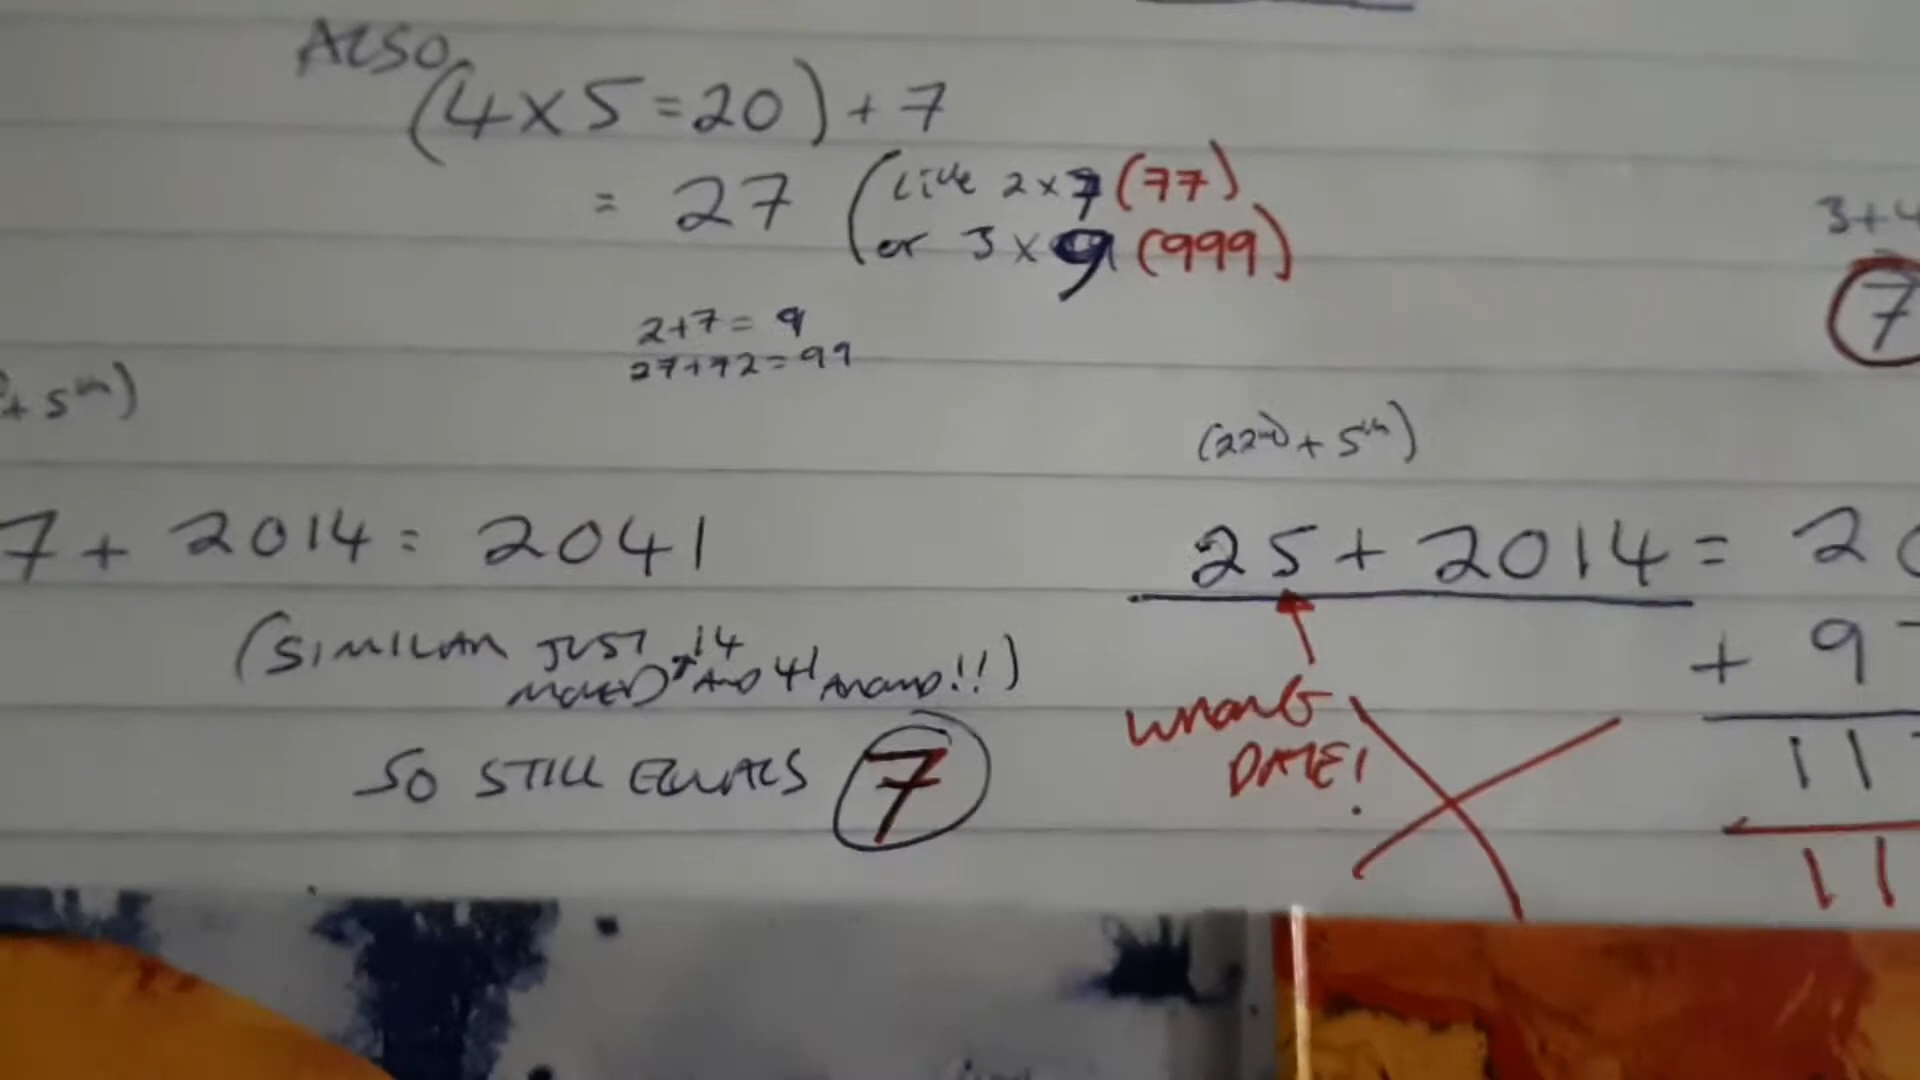 ALSO
(4x5=20)+7
= 27 (Like 2x7 (77)
or 3x9 (999)
3+4
7
2+7=9
27+72=99
+ 5th)
(22nd + 5th)
7 + 2014 = 2041
25 + 2014 = 20
(SIMILAR JUST 14
MOVED AND 41 AROUND!!)
+ 9
WRONG
DATE!
11
SO STILL EQUALS 7
11